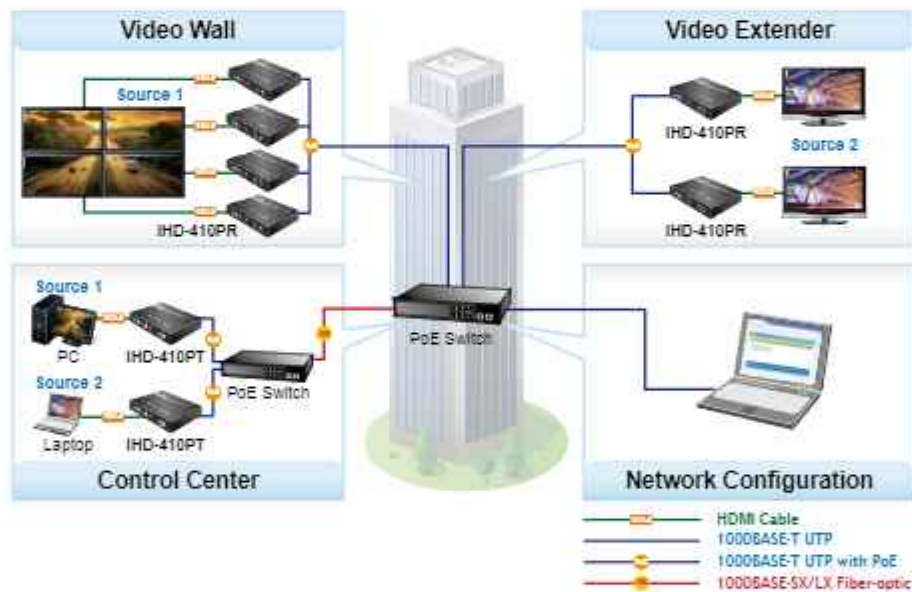 Video Wall
Source 1
IHD-410PR
Video Extender
IHD-410PR
Source 2
IHD-410PR
Source 1
PC
IHD-410PT
Source 2
Laptop
IHD-410PT
PoE Switch
Control Center
PoE Switch
Network Configuration
HDMI Cable
1000BASE-T UTP
1000BASE-T UTP with PoE
1000BASE-SX/LX Fiber-optic